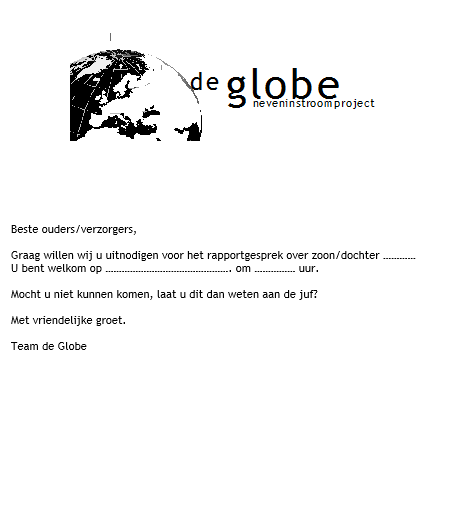 de globe
neveninstroomproject
Beste ouders/verzorgers,
Graag willen wij u uitnodigen voor het rapportgesprek over zoon/dochter …………
U bent welkom op ………………………………………. om …………… uur.
Mocht u niet kunnen komen, laat u dit dan weten aan de juf?
Met vriendelijke groet.
Team de Globe